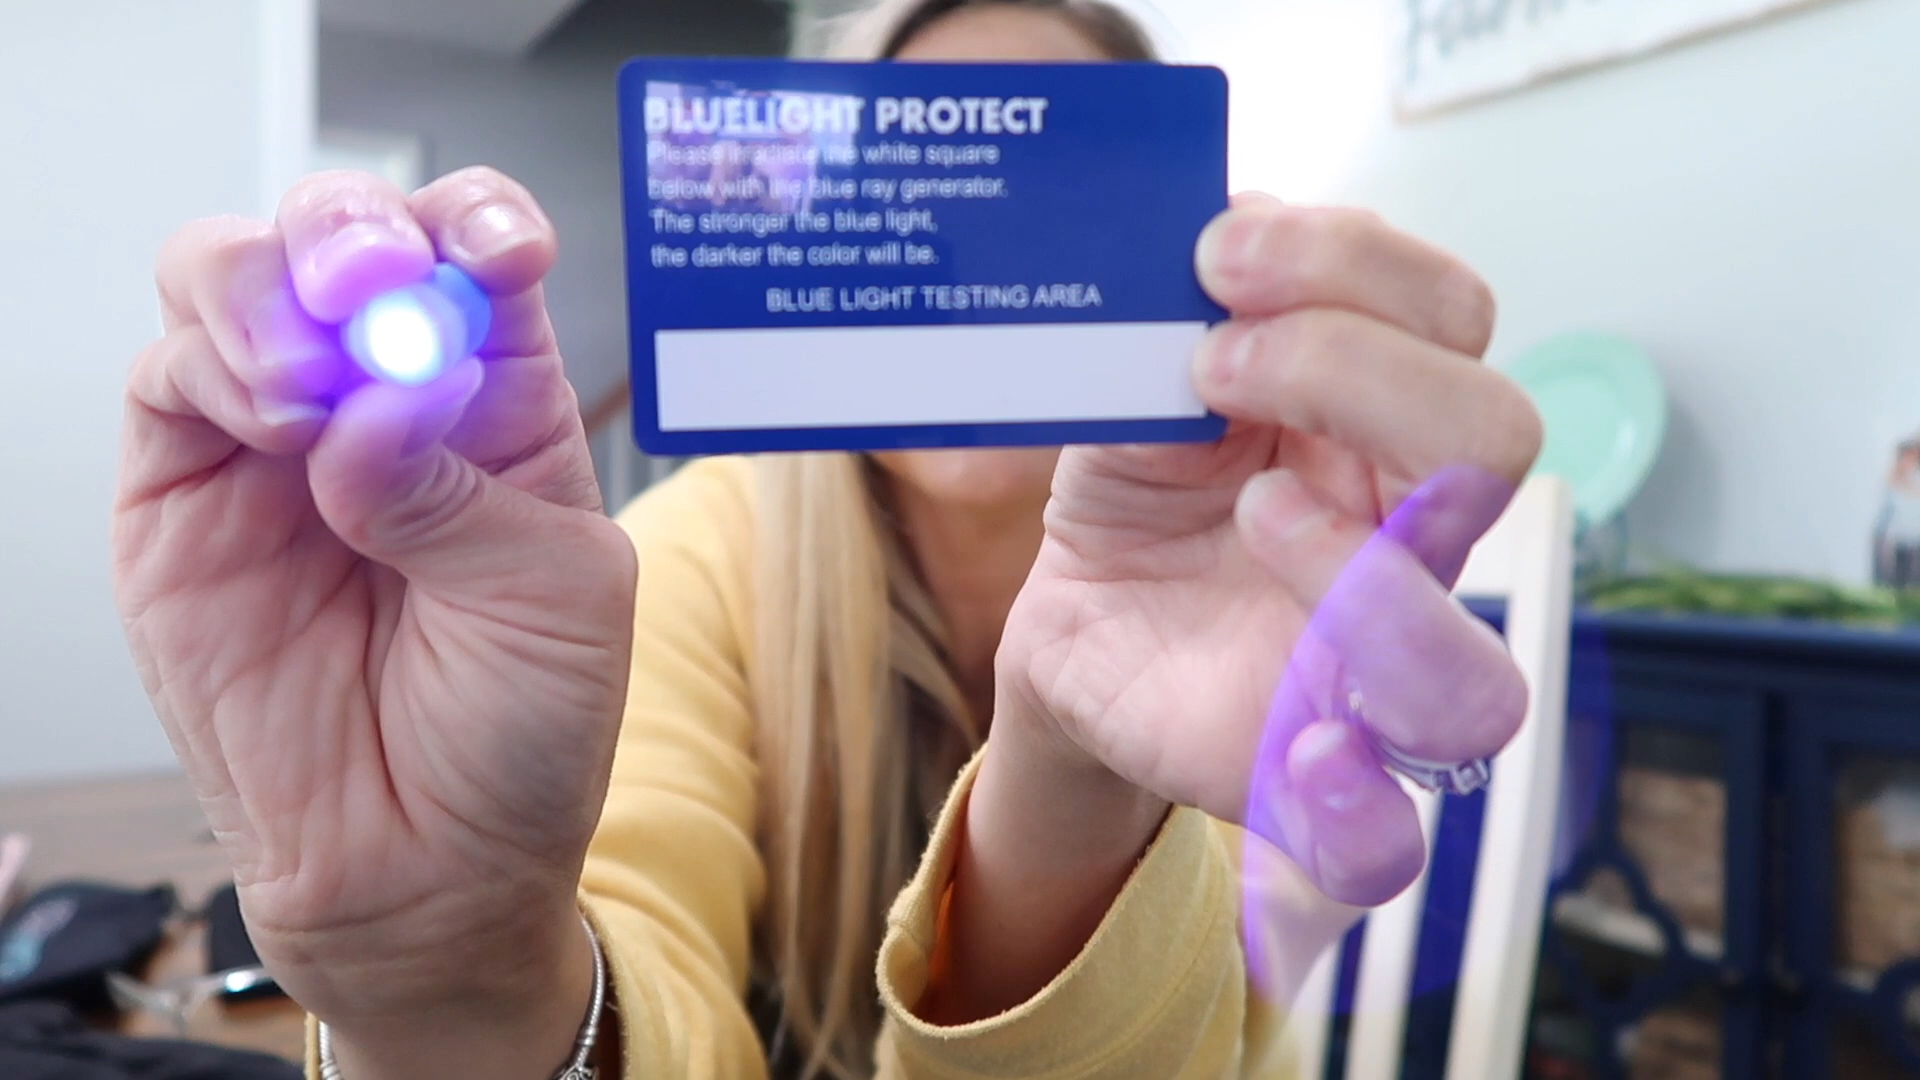 BLUELIGHT PROTECT
Please irradiate the white square
below with the blue ray generator.
The stronger the blue light,
the darker the color will be.
BLUE LIGHT TESTING AREA